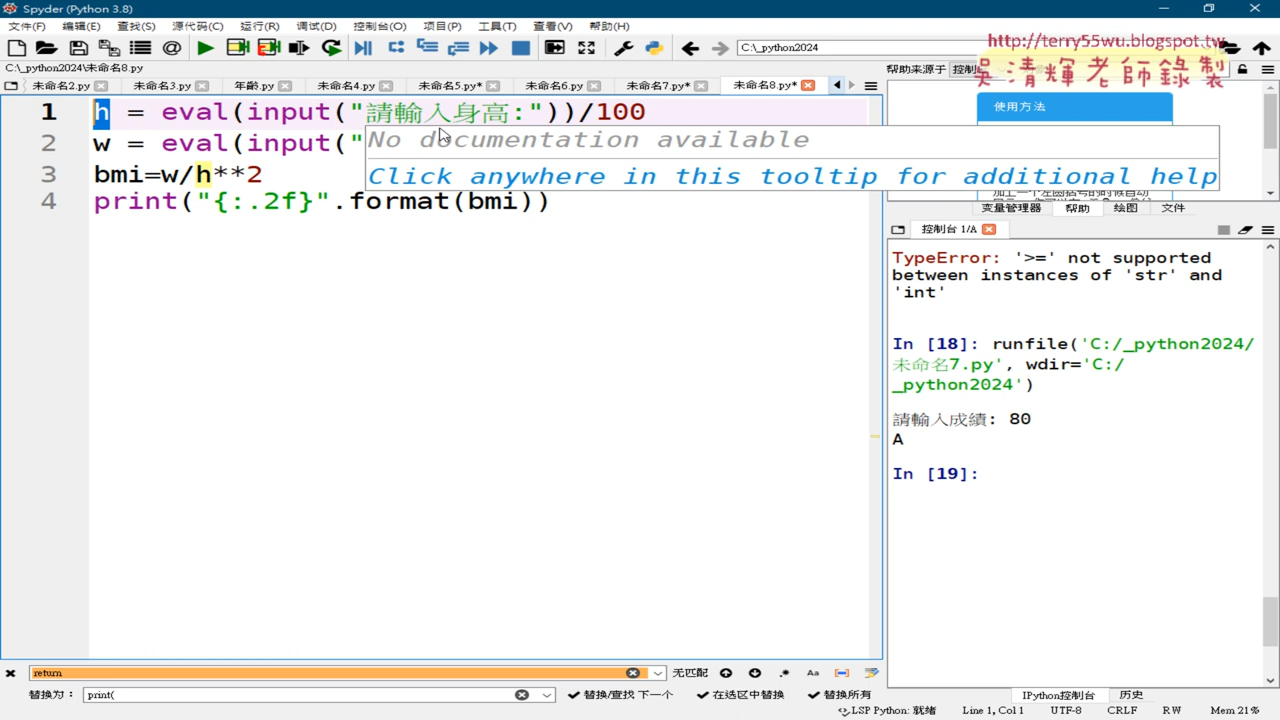 Spyder (Python 3.8)
文件(F) 编辑(E) 查找(S) 源代码(C) 运行(R) 调试(D) 控制台(O) 项目(P) 工具(T) 查看(V) 帮助(H)
C:\_python2024
http://terry55wu.blogspot.tw
吳清輝老師錄製
C:\_python2024\未命名8.py
未命名2.py 未命名3.py 年齡.py 未命名4.py 未命名5.py* 未命名6.py 未命名7.py* 未命名8.py*
1 h = eval(input("請輸入身高:"))/100
2 w = eval(input("
3 bmi=w/h**2
4 print("{:.2f}".format(bmi))
No documentation available
Click anywhere in this tooltip for additional help
帮助来源于 控制
使用方法
变量管理器 帮助 绘图 文件
控制台 1/A
TypeError: '>=' not supported
between instances of 'str' and
'int'
In [18]: runfile('C:/_python2024/
未命名7.py', wdir='C:/
_python2024')
請輸入成績: 80
A
In [19]:
return
无匹配
Aa
替换为: print(
替换/查找 下一个 在选区中替换 替换所有
IPython控制台 历史
LSP Python: 就绪 Line 1, Col 1 UTF-8 CRLF RW Mem 21%